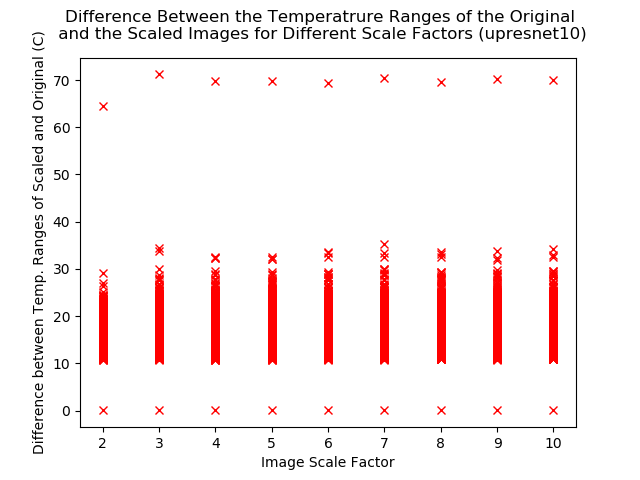 Difference Between the Temperatrure Ranges of the Original
and the Scaled Images for Different Scale Factors (upresnet10)
Difference between Temp. Ranges of Scaled and Original (C)
70
60
50
40
30
20
10
0
2 3 4 5 6 7 8 9 10
Image Scale Factor